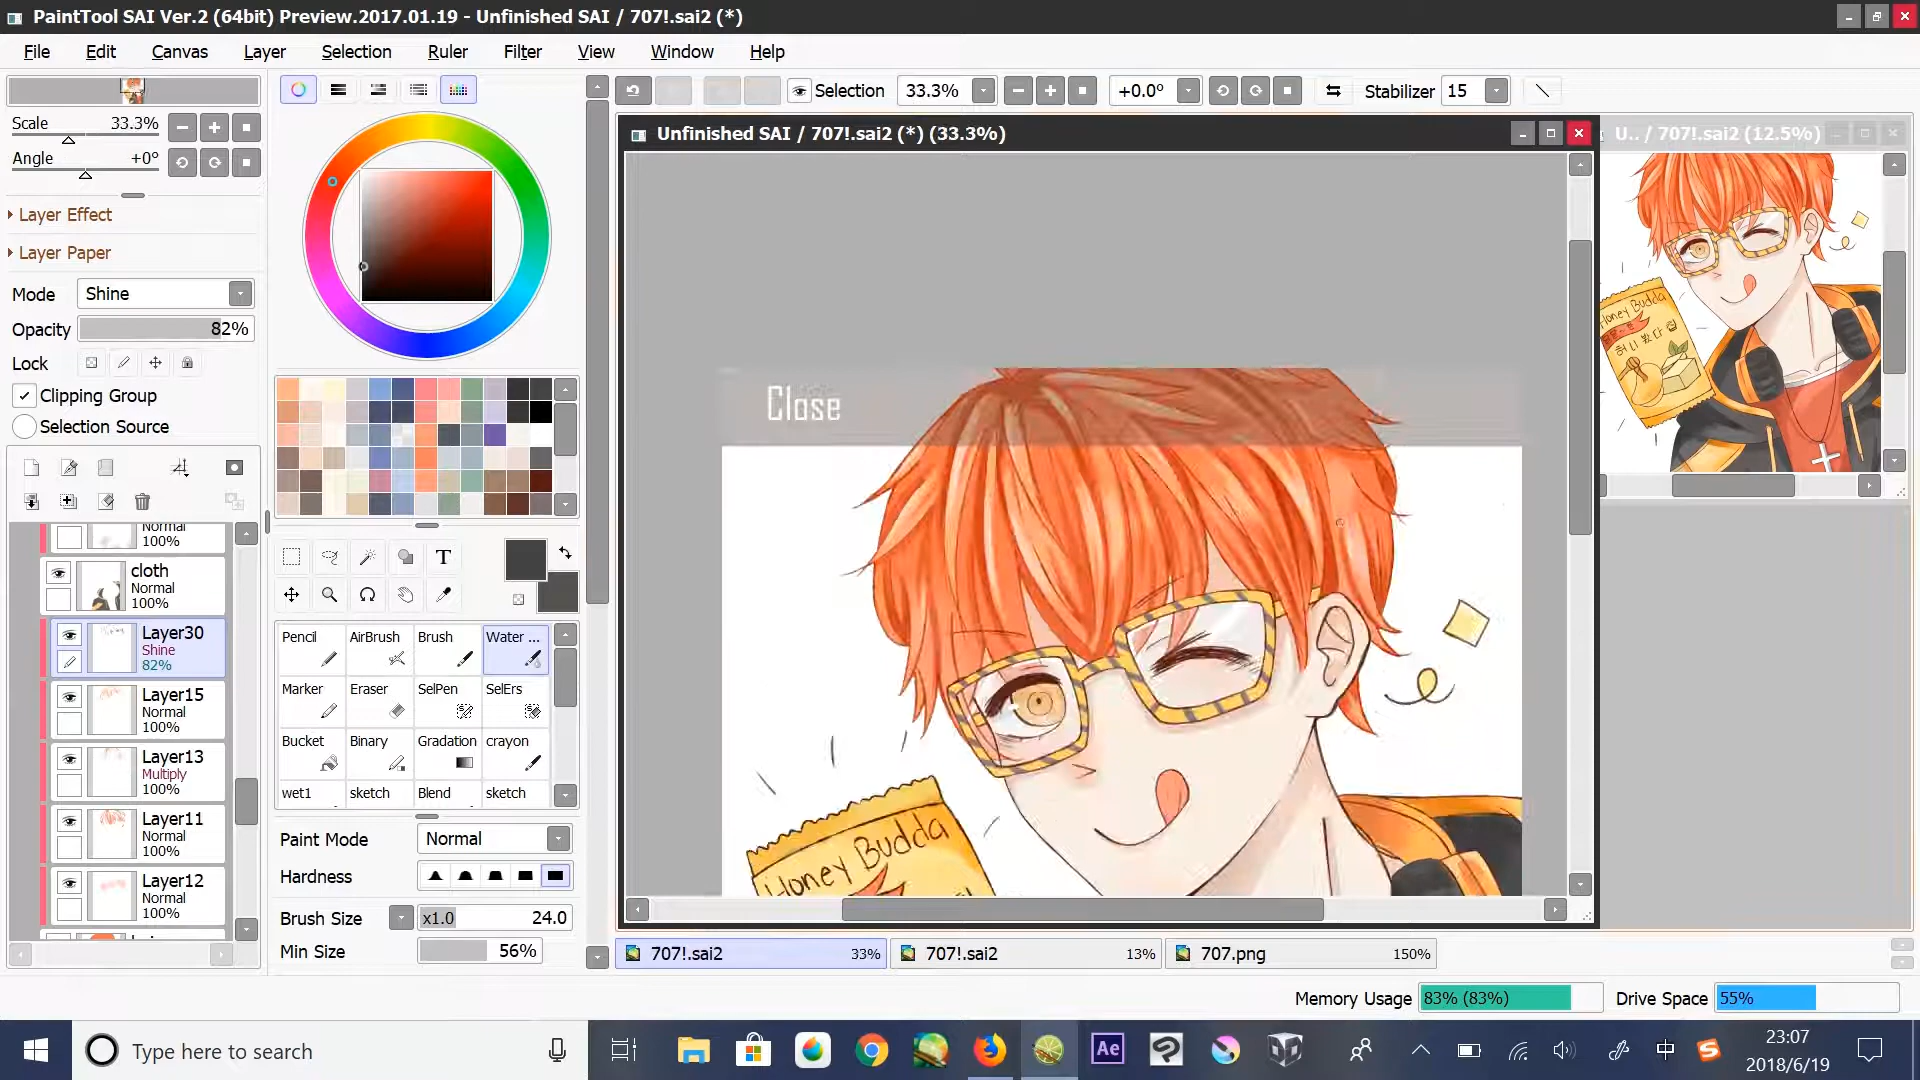 PaintTool SAI Ver.2 (64bit) Preview.2017.01.19 - Unfinished SAI / 707!.sai2 (*)
File Edit Canvas Layer Selection Ruler Filter View Window Help
Scale 33.3%
Angle +0°
Layer Effect
Layer Paper
Mode Shine
Opacity 82%
Lock
Clipping Group
Selection Source
Normal
100%
cloth
Normal
100%
Layer30
Shine
82%
Layer15
Normal
100%
Layer13
Multiply
100%
Layer11
Normal
100%
Layer12
Normal
100%
T
Pencil AirBrush Brush Water ...
Marker Eraser SelPen SelErs
Bucket Binary Gradation crayon
wet1 sketch Blend sketch
Paint Mode Normal
Hardness
Brush Size x1.0 24.0
Min Size 56%
Selection 33.3% +0.0° Stabilizer 15
Unfinished SAI / 707!.sai2 (*) (33.3%)
Close
Honey Budda
U.. / 707!.sai2 (12.5%)
Honey Budda
707!.sai2 33% 707!.sai2 13% 707.png 150%
Memory Usage 83% (83%) Drive Space 55%
Type here to search
Ae
中
S
23:07
2018/6/19